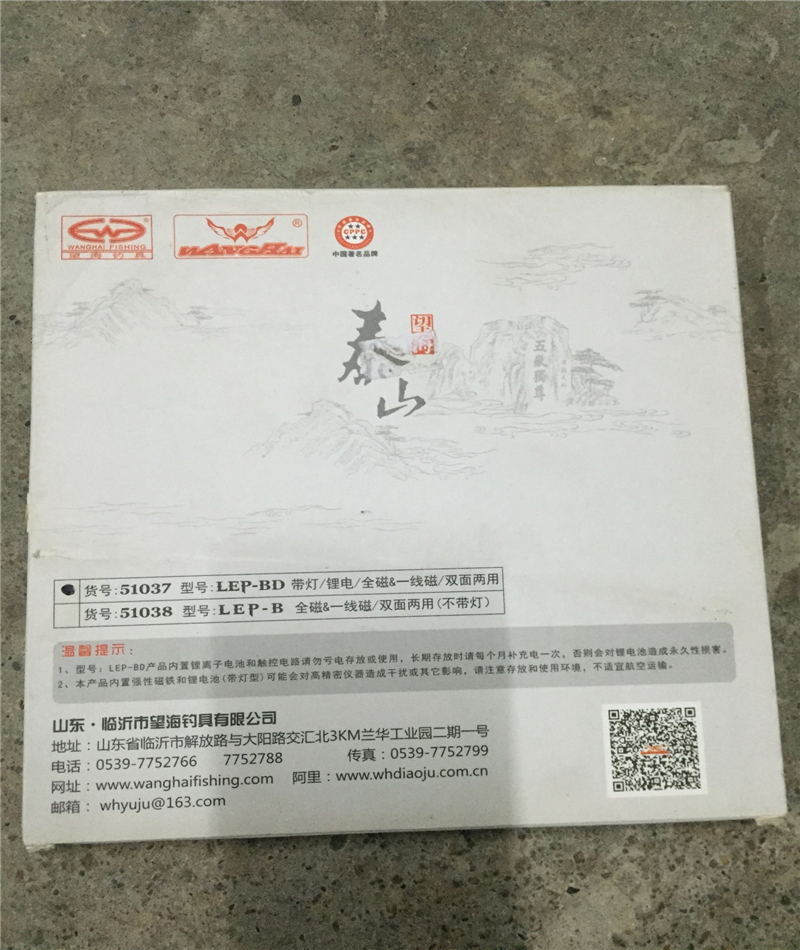 WANGHAI FISHING
望海钓具
WANGHAI
CPPC
中国著名品牌
望海
泰山
五嶽獨尊
货号:51037 型号:LEP-BD 带灯/锂电/全磁&一线磁/双面两用
货号:51038 型号:LEP-B 全磁&一线磁/双面两用(不带灯)
温馨提示:
1、型号:LEP-BD产品内置锂离子电池和触控电路请勿亏电存放或使用，长期存放时请每个月补充电一次，否则会对锂电池造成永久性损害。
2、本产品内置强性磁铁和锂电池(带灯型)可能会对高精密仪器造成干扰或其它影响，请注意存放和使用环境，不适宜航空运输。
山东·临沂市望海钓具有限公司
地址：山东省临沂市解放路与大阳路交汇北3KM兰华工业园二期一号
电话：0539-7752766 7752788 传真：0539-7752799
网址：www.wanghaifishing.com 阿里：www.whdiaoju.com.cn
邮箱： whyuju@163.com